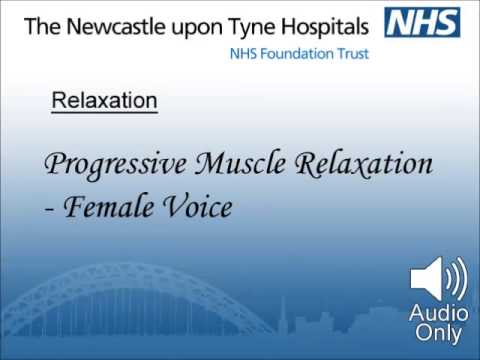 The Newcastle upon Tyne Hospitals NHS
NHS Foundation Trust
Relaxation
Progressive Muscle Relaxation
- Female Voice
Audio
Only